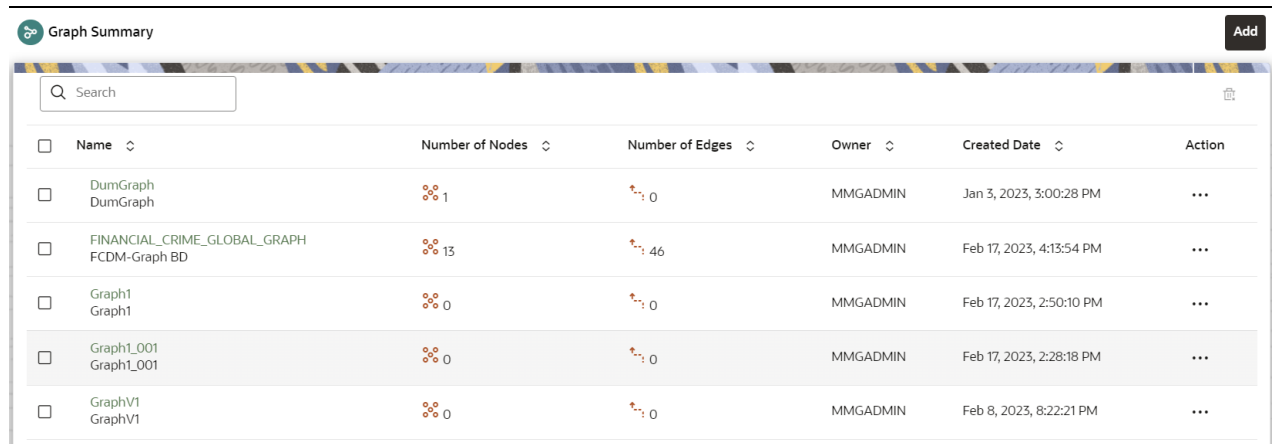 Graph Summary
Add
Search
Name Number of Nodes Number of Edges Owner Created Date Action
DumGraph
DumGraph
1 0 MMGADMIN Jan 3, 2023, 3:00:28 PM
FINANCIAL_CRIME_GLOBAL_GRAPH
FCDM-Graph BD
13 46 MMGADMIN Feb 17, 2023, 4:13:54 PM
Graph1
Graph1
0 0 MMGADMIN Feb 17, 2023, 2:50:10 PM
Graph1_001
Graph1_001
0 0 MMGADMIN Feb 17, 2023, 2:28:18 PM
GraphV1
GraphV1
0 0 MMGADMIN Feb 8, 2023, 8:22:21 PM